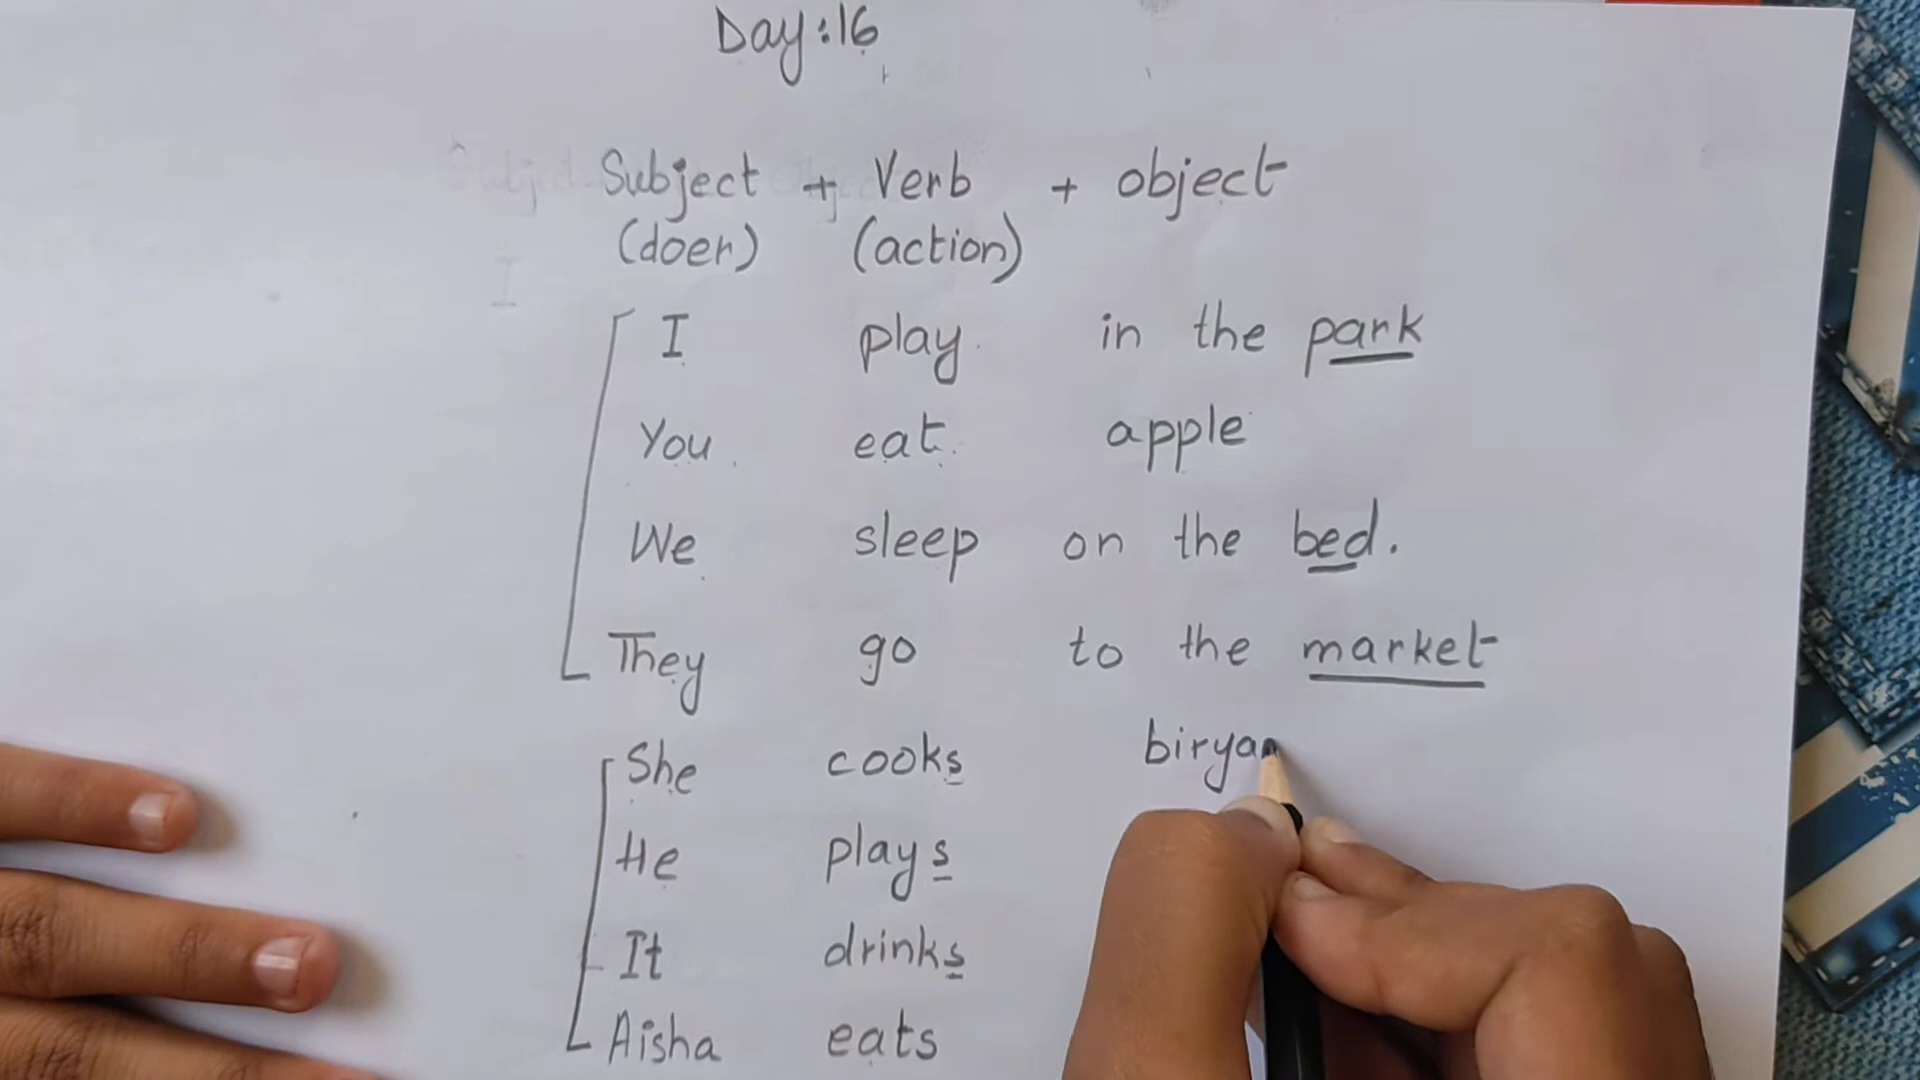 Day:16
Subject + Verb + object
(doer) (action)
I play in the park
You eat apple
We sleep on the bed.
They go to the market
She cooks birya
He plays
It drinks
Aisha eats